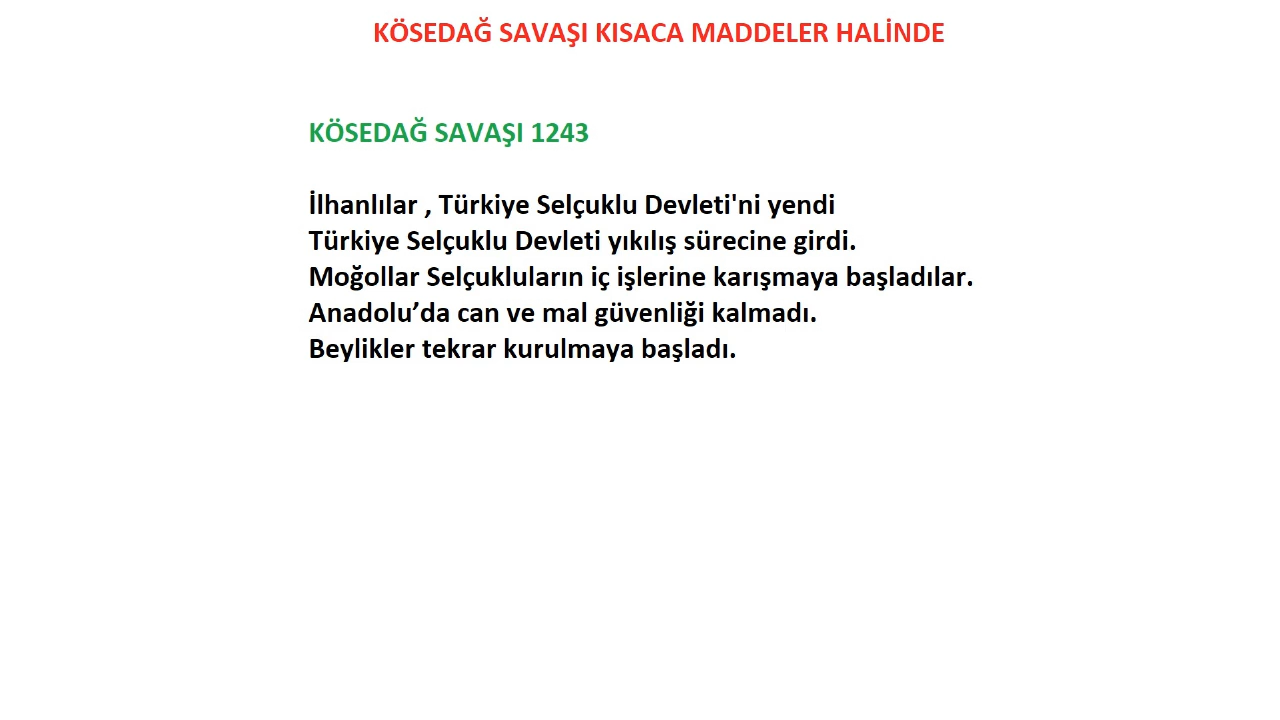 KÖSEDAĞ SAVAŞI KISACA MADDELER HALİNDE
KÖSEDAĞ SAVAŞI 1243
İlhanlılar , Türkiye Selçuklu Devleti'ni yendi
Türkiye Selçuklu Devleti yıkılış sürecine girdi.
Moğollar Selçukluların iç işlerine karışmaya başladılar.
Anadolu’da can ve mal güvenliği kalmadı.
Beylikler tekrar kurulmaya başladı.